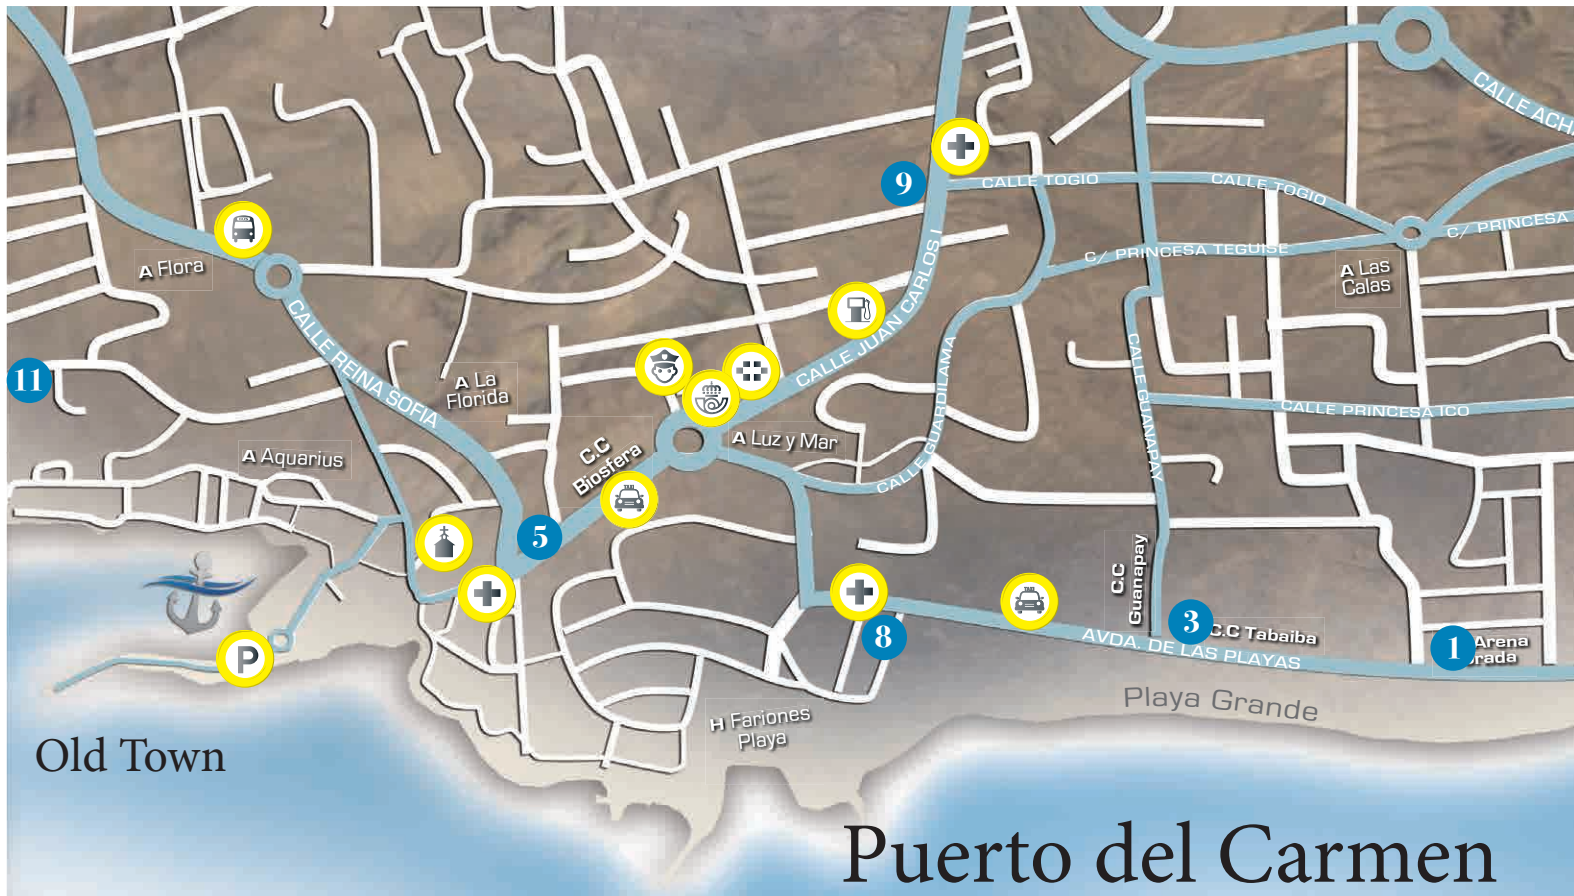 CALLE ACH
9
CALLE TOGIO
CALLE TOGIO
C/ PRINCESA
C/ PRINCESA TEGUISE
A Flora
A Las
Calas
CALLE REINA SOFIA
CALLE JUAN CARLOS I
CALLE GUARDILAMA
CALLE GUANAPAY
11
A La
Florida
CALLE PRINCESA ICO
A Luz y Mar
C.C
Biosfera
A Aquarius
TAXI
5
TAXI
C.C
Guanapay
3
C.C Tabaiba
8
AVDA. DE LAS PLAYAS
1
Arena
rada
P
Playa Grande
H Fariones
Playa
Old Town
Puerto del Carmen